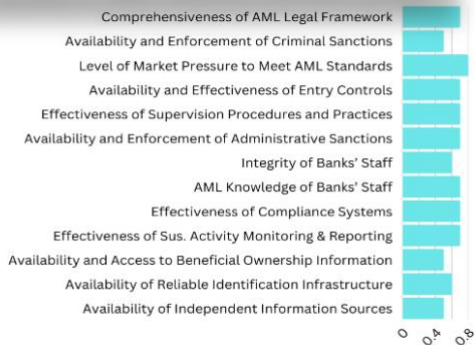 Comprehensiveness of AML Legal Framework
Availability and Enforcement of Criminal Sanctions
Level of Market Pressure to Meet AML Standards
Availability and Effectiveness of Entry Controls
Effectiveness of Supervision Procedures and Practices
Availability and Enforcement of Administrative Sanctions
Integrity of Banks' Staff
AML Knowledge of Banks' Staff
Effectiveness of Compliance Systems
Effectiveness of Sus. Activity Monitoring & Reporting
Availability and Access to Beneficial Ownership Information
Availability of Reliable Identification Infrastructure
Availability of Independent Information Sources
0 0.4 0.8